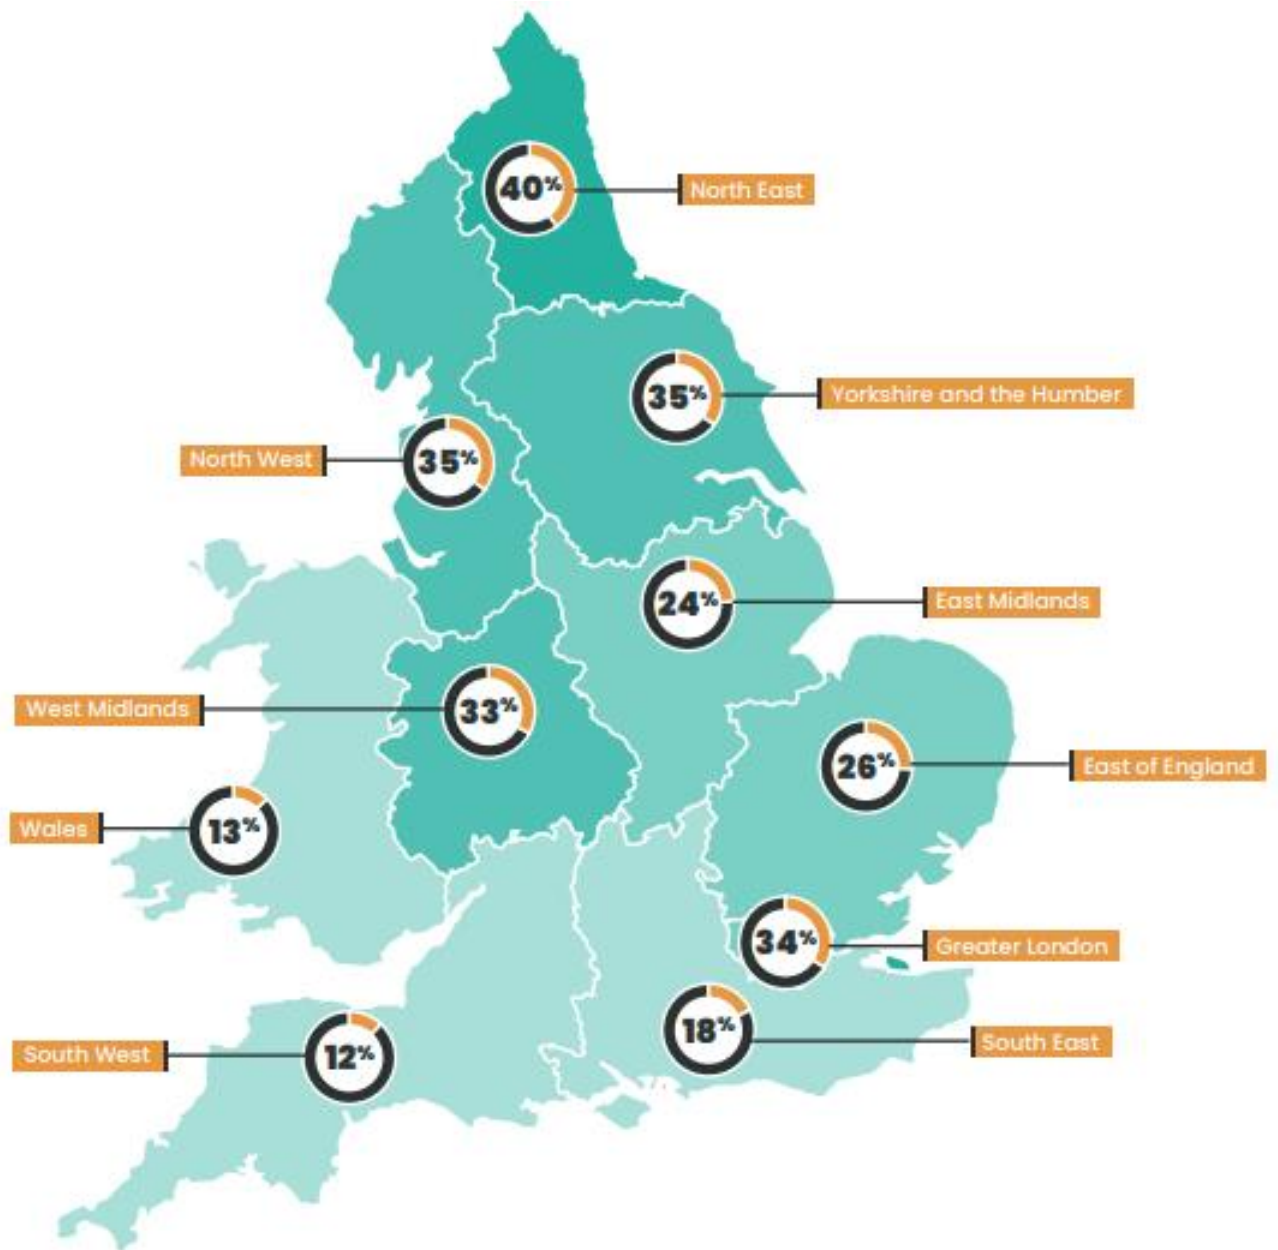 40%
North East
35%
Yorkshire and the Humber
North West
35%
24%
East Midlands
West Midlands
33%
26%
East of England
Wales
13%
34%
Greater London
18%
South East
South West
12%